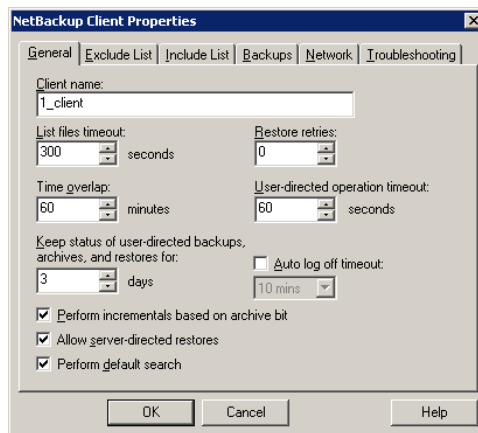 NetBackup Client Properties
General Exclude List Include List Backups Network Troubleshooting
Client name:
1_client
List files timeout: Restore retries:
300 seconds 0
Time overlap: User-directed operation timeout:
60 minutes 60 seconds
Keep status of user-directed backups,
archives, and restores for: Auto log off timeout:
3 days 10 mins
Perform incrementals based on archive bit
Allow server-directed restores
Perform default search
OK Cancel Help